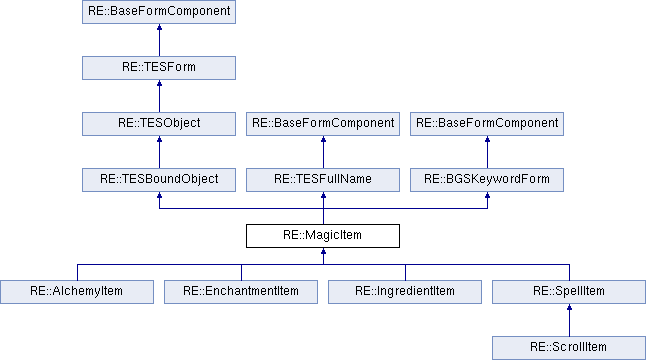 RE::BaseFormComponent
RE::TESForm
RE::TESObject
RE::BaseFormComponent
RE::BaseFormComponent
RE::TESBoundObject
RE::TESFullName
RE::BGSKeywordForm
RE::MagicItem
RE::AlchemyItem
RE::EnchantmentItem
RE::IngredientItem
RE::SpellItem
RE::ScrollItem